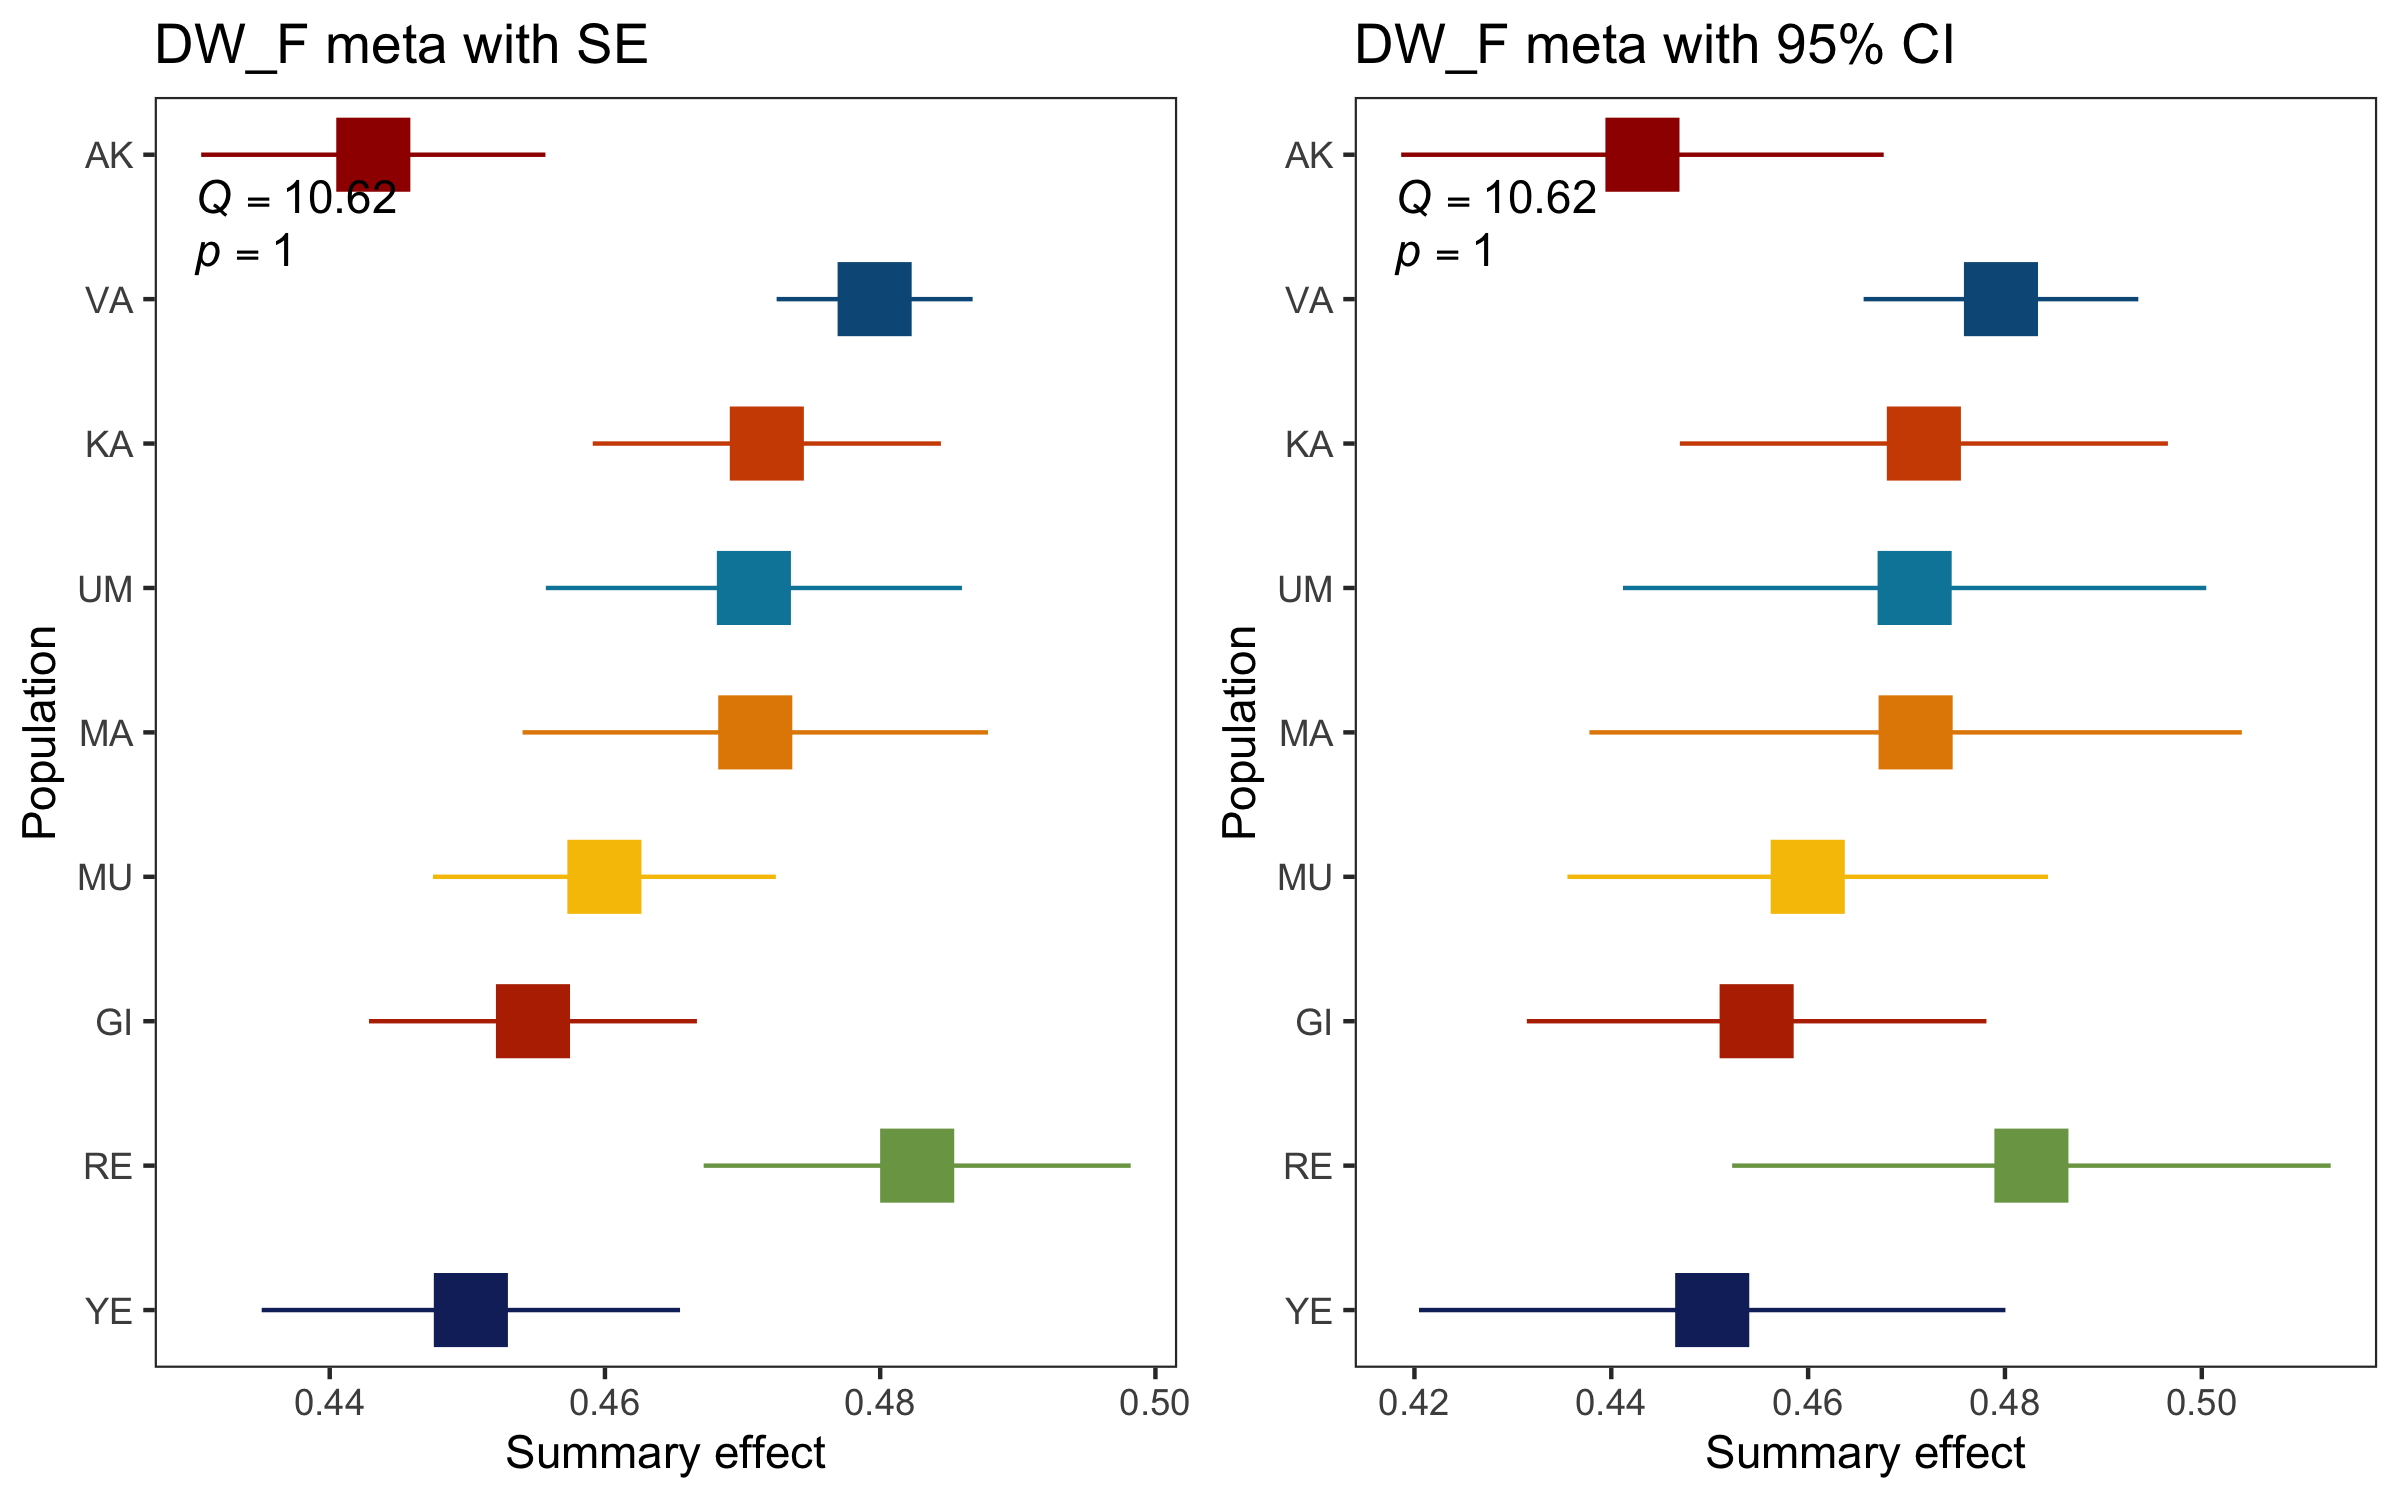 DW_F meta with SE
AK
Q = 10.62
p = 1
VA
KA
UM
MA
MU
GI
RE
YE
Population
0.44 0.46 0.48 0.50
Summary effect
DW_F meta with 95% CI
AK
Q = 10.62
p = 1
VA
KA
UM
MA
MU
GI
RE
YE
Population
0.42 0.44 0.46 0.48 0.50
Summary effect